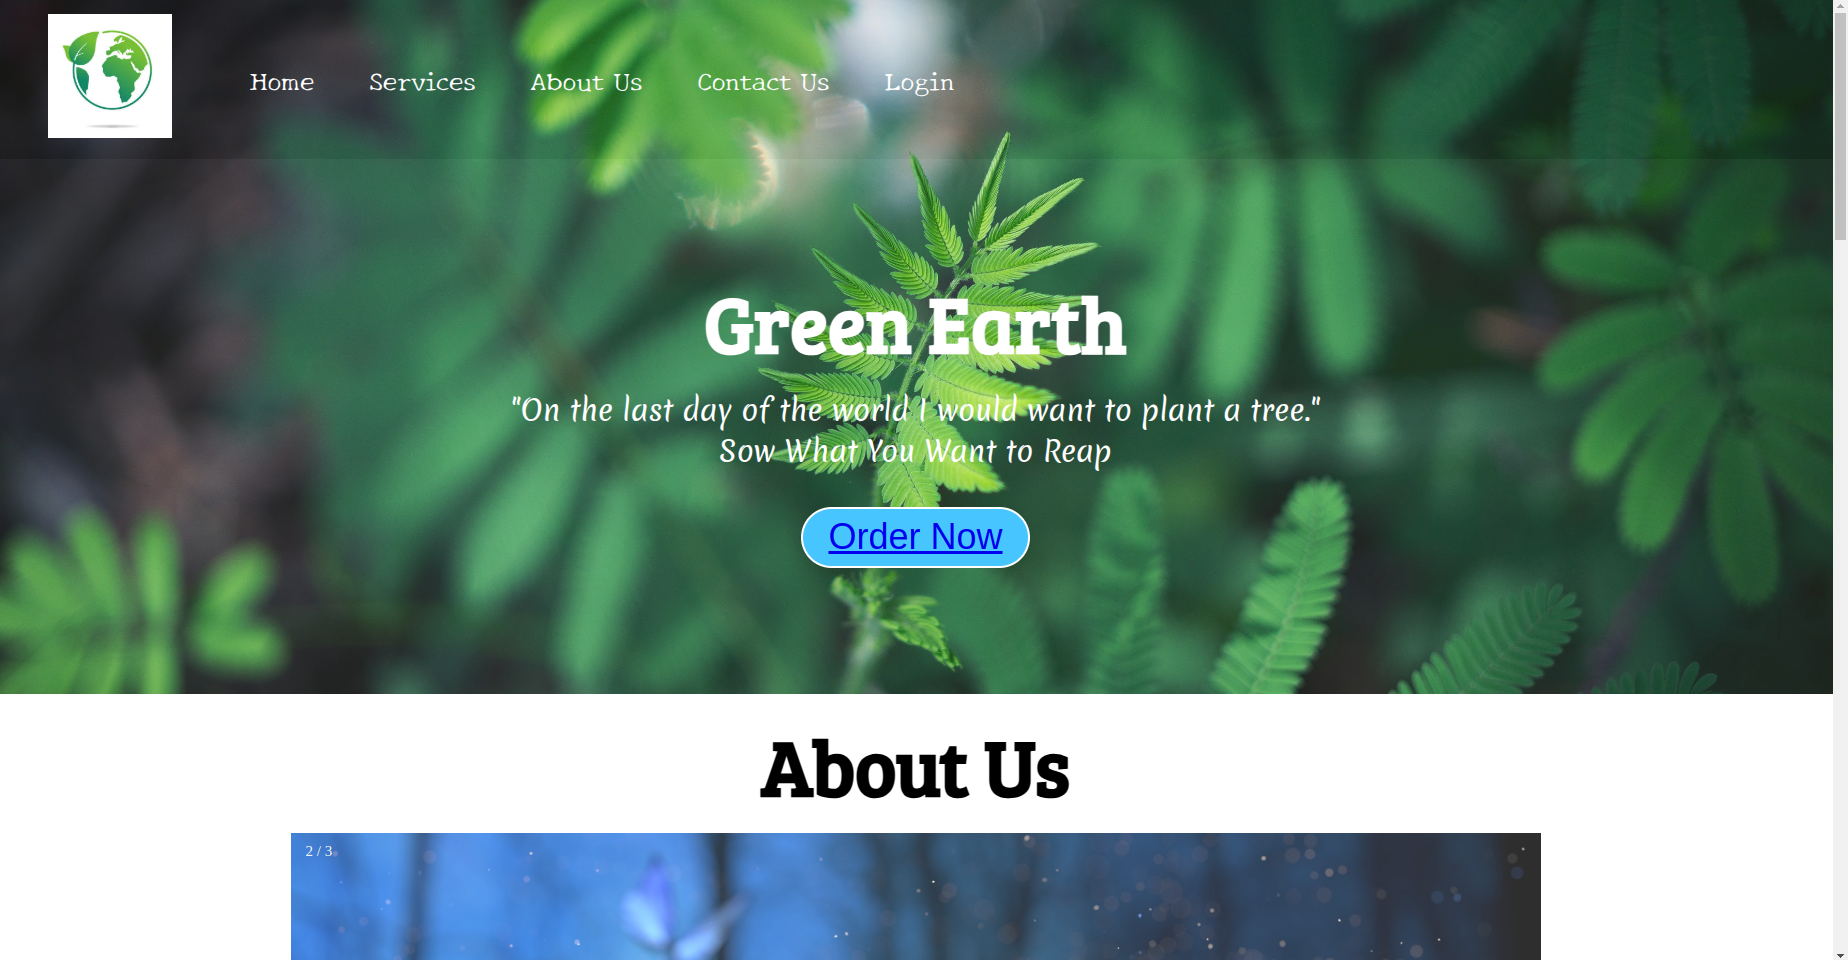 Home Services About Us Contact Us Login
Green Earth
"On the last day of the world I would want to plant a tree."
Sow What You Want to Reap
Order Now
About Us
2 / 3